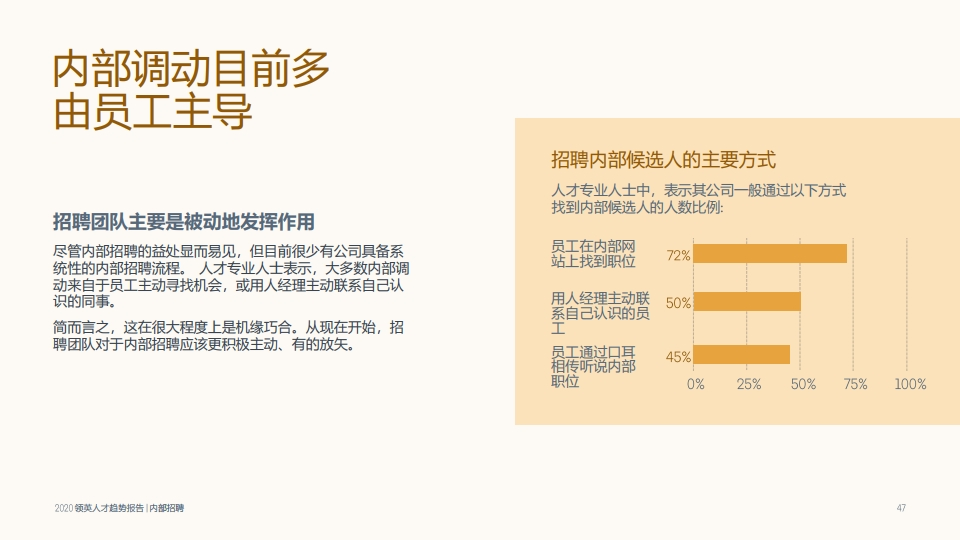 内部调动目前多
由员工主导
招聘团队主要是被动地发挥作用
尽管内部招聘的益处显而易见，但目前很少有公司具备系
统性的内部招聘流程。 人才专业人士表示，大多数内部调
动来自于员工主动寻找机会，或用人经理主动联系自己认
识的同事。
简而言之，这在很大程度上是机缘巧合。从现在开始，招
聘团队对于内部招聘应该更积极主动、有的放矢。
招聘内部候选人的主要方式
人才专业人士中，表示其公司一般通过以下方式
找到内部候选人的人数比例:
员工在内部网
站上找到职位
72%
用人经理主动联
系自己认识的员
工
50%
员工通过口耳
相传听说内部
职位
45%
0% 25% 50% 75% 100%
2020 领英人才趋势报告 | 内部招聘
47